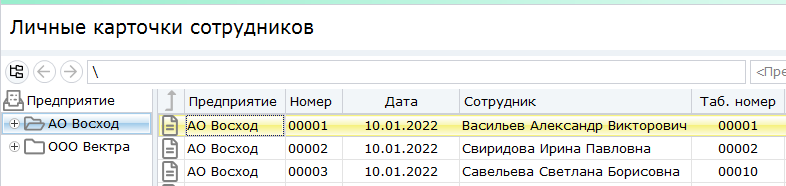 Личные карточки сотрудников
\ <Пре
Предприятие Предприятие Номер Дата Сотрудник Таб. номер
АО Восход АО Восход 00001 10.01.2022 Васильев Александр Викторович 00001
ООО Вектра АО Восход 00002 10.01.2022 Свиридова Ирина Павловна 00002
АО Восход 00003 10.01.2022 Савельева Светлана Борисовна 00010